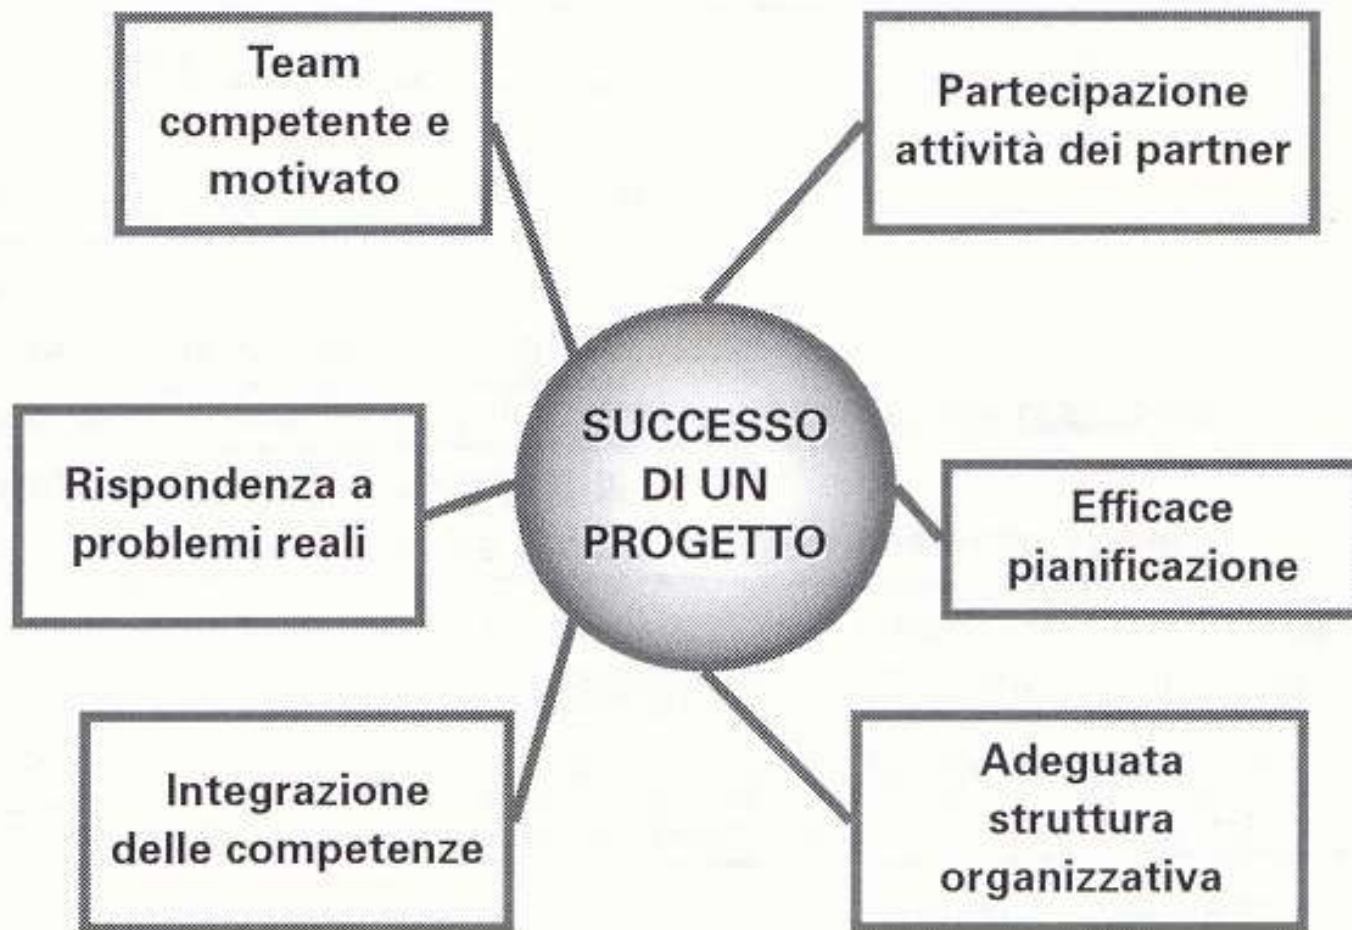 Team
competente e
motivato
Partecipazione
attività dei partner
SUCCESSO
DI UN
PROGETTO
Rispondenza a
problemi reali
Efficace
pianificazione
Integrazione
delle competenze
Adeguata
struttura
organizzativa